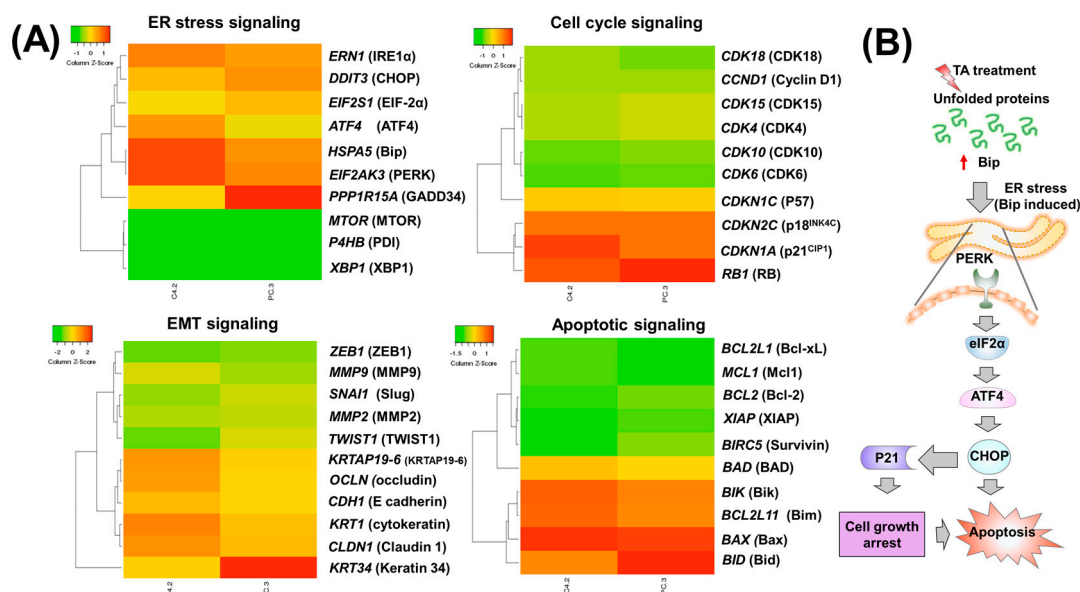 (A)
ER stress signaling
-1 0 1
Column Z-Score
ERN1 (IRE1α)
DDIT3 (CHOP)
EIF2S1 (EIF-2α)
ATF4 (ATF4)
HSPA5 (Bip)
EIF2AK3 (PERK)
PPP1R15A (GADD34)
MTOR (MTOR)
P4HB (PDI)
XBP1 (XBP1)
C4.2
PC.3
Cell cycle signaling
-1 0 1
Column Z-Score
CDK18 (CDK18)
CCND1 (Cyclin D1)
CDK15 (CDK15)
CDK4 (CDK4)
CDK10 (CDK10)
CDK6 (CDK6)
CDKN1C (P57)
CDKN2C (p18INK4C)
CDKN1A (p21CIP1)
RB1 (RB)
C4.2
PC.3
EMT signaling
-2 0 2
Column Z-Score
ZEB1 (ZEB1)
MMP9 (MMP9)
SNAI1 (Slug)
MMP2 (MMP2)
TWIST1 (TWIST1)
KRTAP19-6 (KRTAP19-6)
OCLN (occludin)
CDH1 (E cadherin)
KRT1 (cytokeratin)
CLDN1 (Claudin 1)
KRT34 (Keratin 34)
C4.2
PC.3
Apoptotic signaling
-1.5 0 1
Column Z-Score
BCL2L1 (Bcl-xL)
MCL1 (Mcl1)
BCL2 (Bcl-2)
XIAP (XIAP)
BIRC5 (Survivin)
BAD (BAD)
BIK (Bik)
BCL2L11 (Bim)
BAX (Bax)
BID (Bid)
C4.2
PC.3
(B)
TA treatment
Unfolded proteins
Bip
ER stress
(Bip induced)
PERK
eIF2α
ATF4
P21
CHOP
Cell growth
arrest
Apoptosis